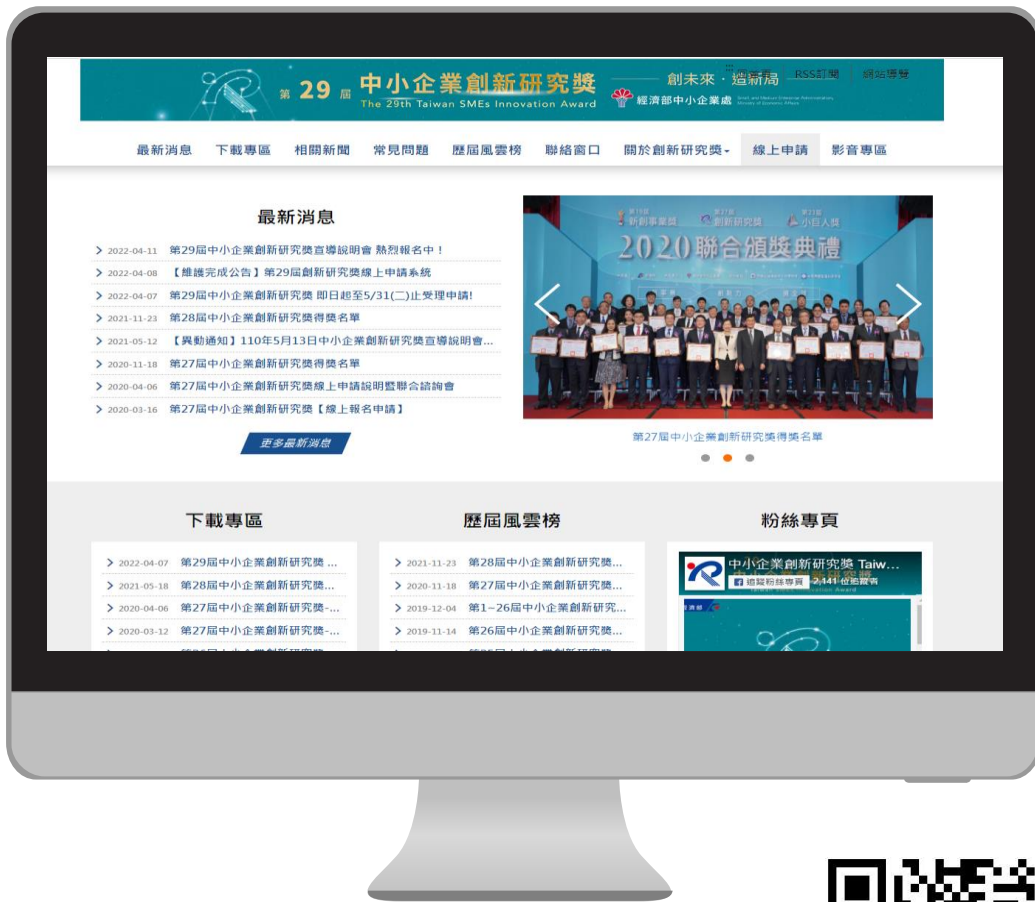 第 29 屆 中小企業創新研究獎
The 29th Taiwan SMEs Innovation Award
創未來．造新局
經濟部中小企業處
RSS訂閱 網站導覽
最新消息 下載專區 相關新聞 常見問題 歷屆風雲榜 聯絡窗口 關於創新研究獎 線上申請 影音專區
最新消息
2022-04-11 第29屆中小企業創新研究獎宣導說明會 熱烈報名中！
2022-04-08 【維護完成公告】第29屆創新研究獎線上申請系統
2022-04-07 第29屆中小企業創新研究獎 即日起至5/31(二)止受理申請!
2021-11-23 第28屆中小企業創新研究獎得獎名單
2021-05-12 【異動通知】110年5月13日中小企業創新研究獎宣導說明會...
2020-11-18 第27屆中小企業創新研究獎得獎名單
2020-04-06 第27屆中小企業創新研究獎線上申請說明暨聯合諮詢會
2020-03-16 第27屆中小企業創新研究獎【線上報名申請】
更多最新消息
新創事業獎 創新研究獎 小巨人獎
2020聯合頒獎典禮
第27屆中小企業創新研究獎得獎名單
下載專區
2022-04-07 第29屆中小企業創新研究獎 ...
2021-05-18 第28屆中小企業創新研究獎...
2020-04-06 第27屆中小企業創新研究獎-...
2020-03-12 第27屆中小企業創新研究獎-...
歷屆風雲榜
2021-11-23 第28屆中小企業創新研究獎...
2020-11-18 第27屆中小企業創新研究獎...
2019-12-04 第1~26屆中小企業創新研究...
2019-11-14 第26屆中小企業創新研究獎...
粉絲專頁
中小企業創新研究獎 Taiw...
追蹤粉絲專頁 2,141 位追蹤者